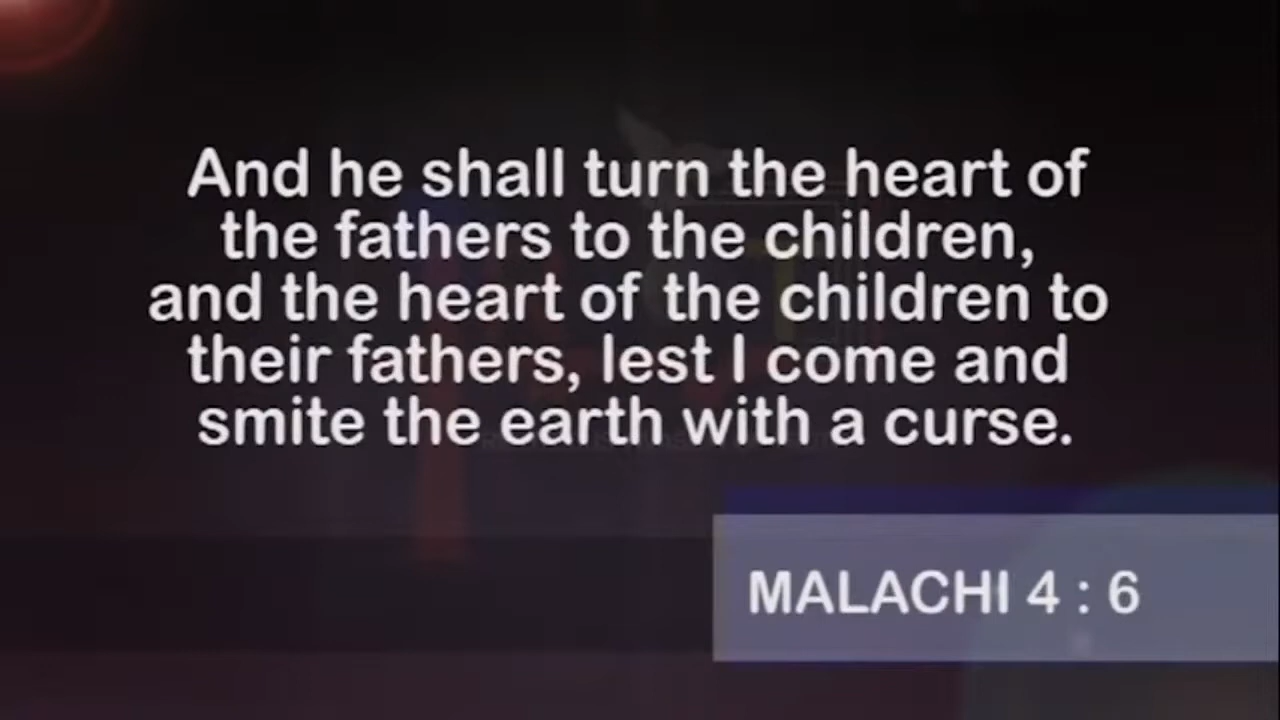 And he shall turn the heart of
the fathers to the children,
and the heart of the children to
their fathers, lest I come and
smite the earth with a curse.
MALACHI 4 : 6